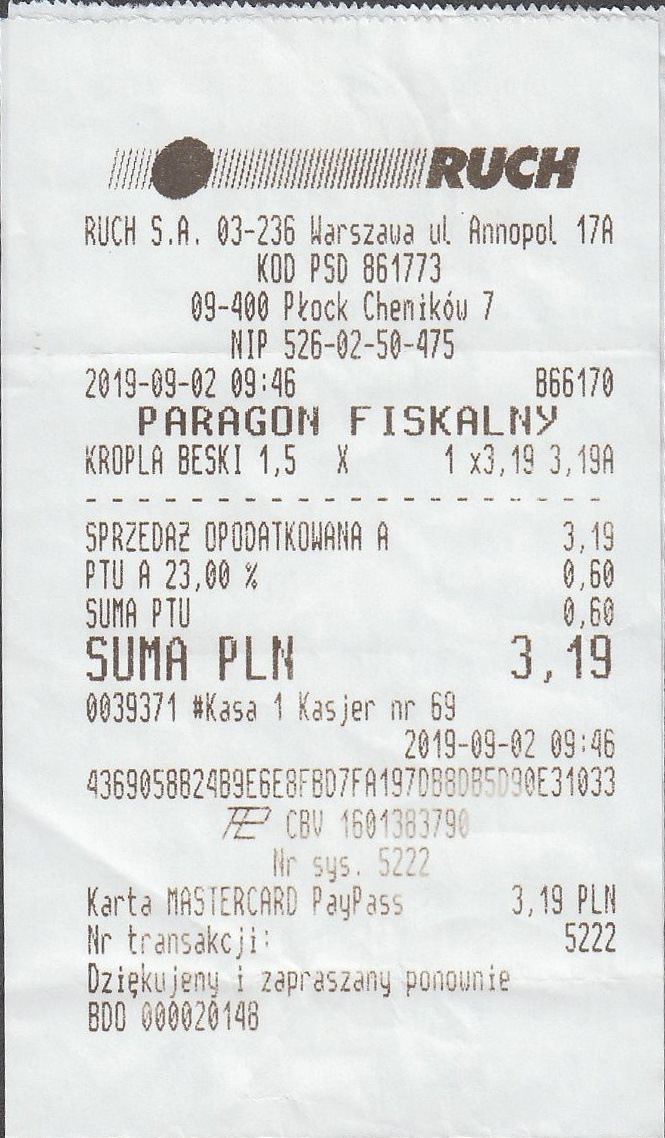 RUCH
RUCH S.A. 03-236 Warszawa ul Annopol 17A
KOD PSD 861773
09-400 Płock Chemików 7
NIP 526-02-50-475
2019-09-02 09:46 B66170
PARAGON FISKALNY
KROPLA BESKI 1,5 X 1 x3,19 3,19A
- - - - - - - - - - - - - - - - - - - - - - - - -
SPRZEDAŻ OPODATKOWANA A 3,19
PTU A 23,00 % 0,60
SUMA PTU 0,60
SUMA PLN 3,19
0039371 #Kasa 1 Kasjer nr 69
2019-09-02 09:46
4369058B24B9E6E8FBD7FA197DB8DB5D90E31033
CBV 1601383790
Nr sys. 5222
Karta MASTERCARD PayPass 3,19 PLN
Nr transakcji: 5222
Dziękujemy i zapraszamy ponownie
BDO 000020148